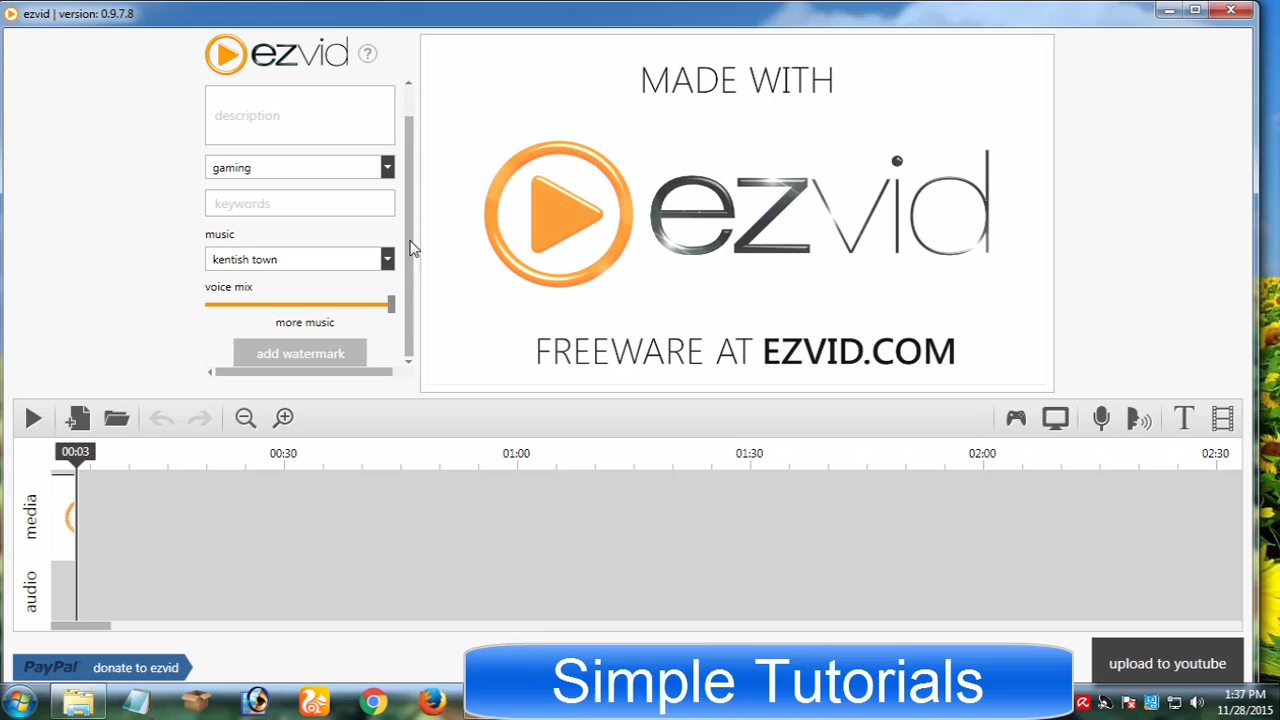 ezvid | version: 0.9.7.8
ezvid ?
description
gaming
keywords
music
kentish town
voice mix
more music
add watermark
MADE WITH
ezvid
FREEWARE AT EZVID.COM
T
00:03
00:30
01:00
01:30
02:00
02:30
media
audio
PayPal donate to ezvid
Simple Tutorials
upload to youtube
1:37 PM
11/28/2015